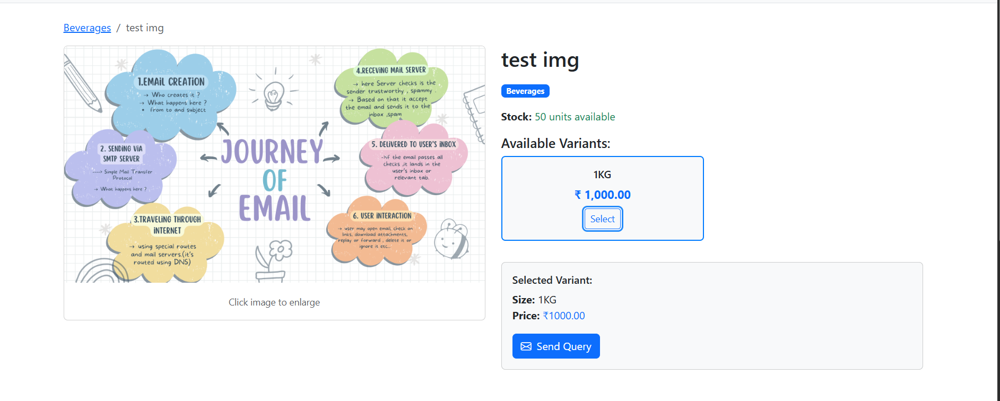 Beverages / test img
1.EMAIL CREATION
→ Who creates it ?
→ What happens here ?
• from to and subject
2. SENDING VIA
SMTP SERVER
----> Simple Mail Transfer
Protocol
→ What happens here ?
3.TRAVELING THROUGH
INTERNET
→ using special routes
and mail servers.(it's
routed using DNS)
JOURNEY
OF
EMAIL
4.RECEVING MAIL SERVER
→ here Server checks is the
sender trustworthy , spammy .
→ Based on that it accept
the email and sends it to the
inbox ,spam
5. DELIVERED TO USER'S INBOX
->if the email passes all
checks ,it lands in the
user's inbox or
relevant tab.
6. USER INTERACTION
→ user may open email, check on
links, download attachments,
replay or forward , delete it or
ignore it etc...
Click image to enlarge
test img
Beverages
Stock: 50 units available
Available Variants:
1KG
₹ 1,000.00
Select
Selected Variant:
Size: 1KG
Price: ₹1000.00
Send Query